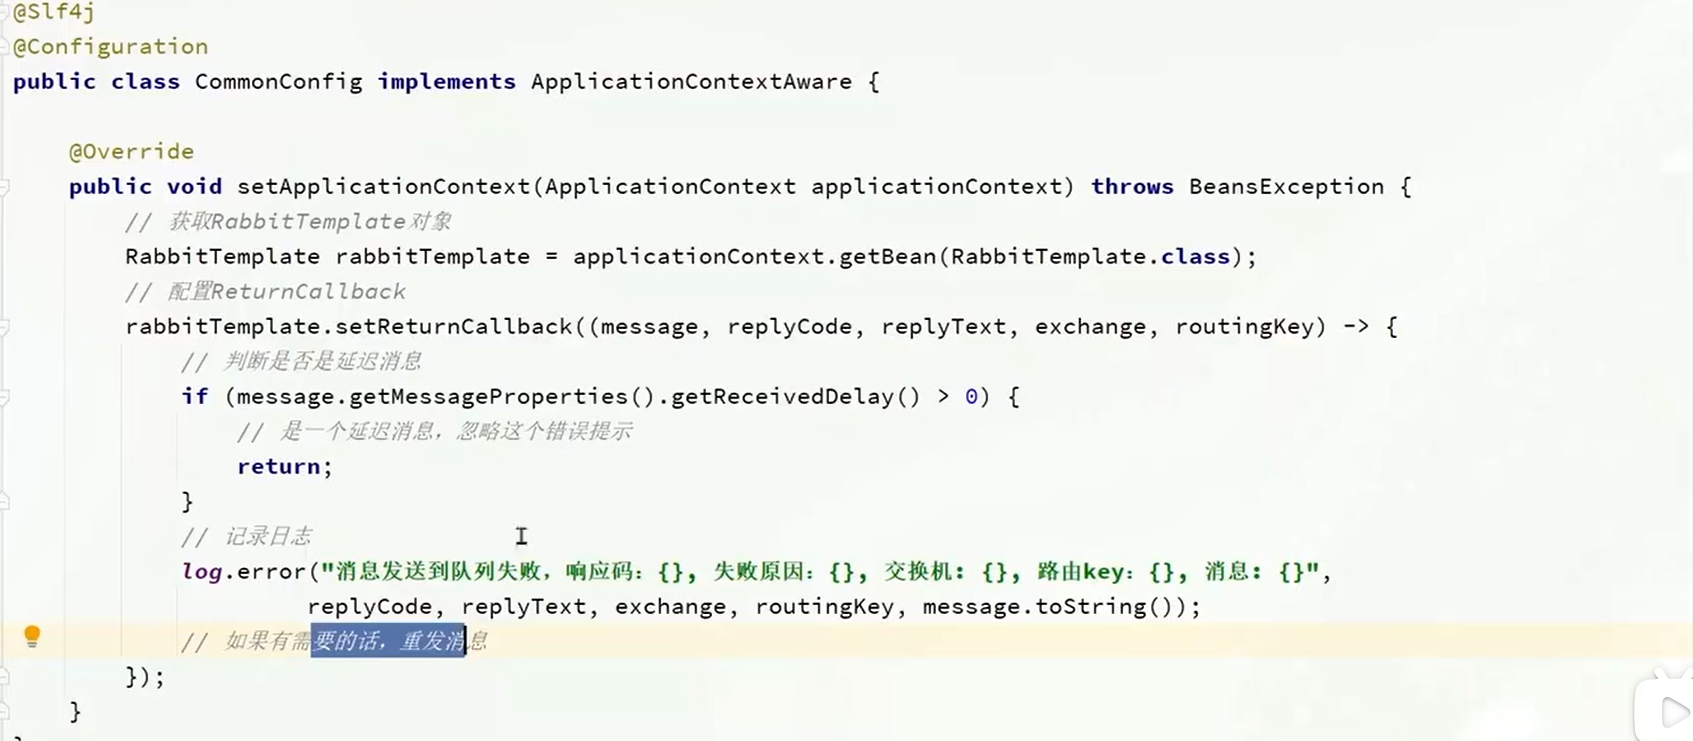 @Slf4j
@Configuration
public class CommonConfig implements ApplicationContextAware {
@Override
public void setApplicationContext(ApplicationContext applicationContext) throws BeansException {
// 获取RabbitTemplate对象
RabbitTemplate rabbitTemplate = applicationContext.getBean(RabbitTemplate.class);
// 配置ReturnCallback
rabbitTemplate.setReturnCallback((message, replyCode, replyText, exchange, routingKey) -> {
// 判断是否是延迟消息
if (message.getMessageProperties().getReceivedDelay() > 0) {
// 是一个延迟消息，忽略这个错误提示
return;
}
// 记录日志
log.error("消息发送到队列失败，响应码：{}, 失败原因：{}, 交换机: {}, 路由key：{}, 消息: {}",
replyCode, replyText, exchange, routingKey, message.toString());
// 如果有需要的话，重发消息
});
}